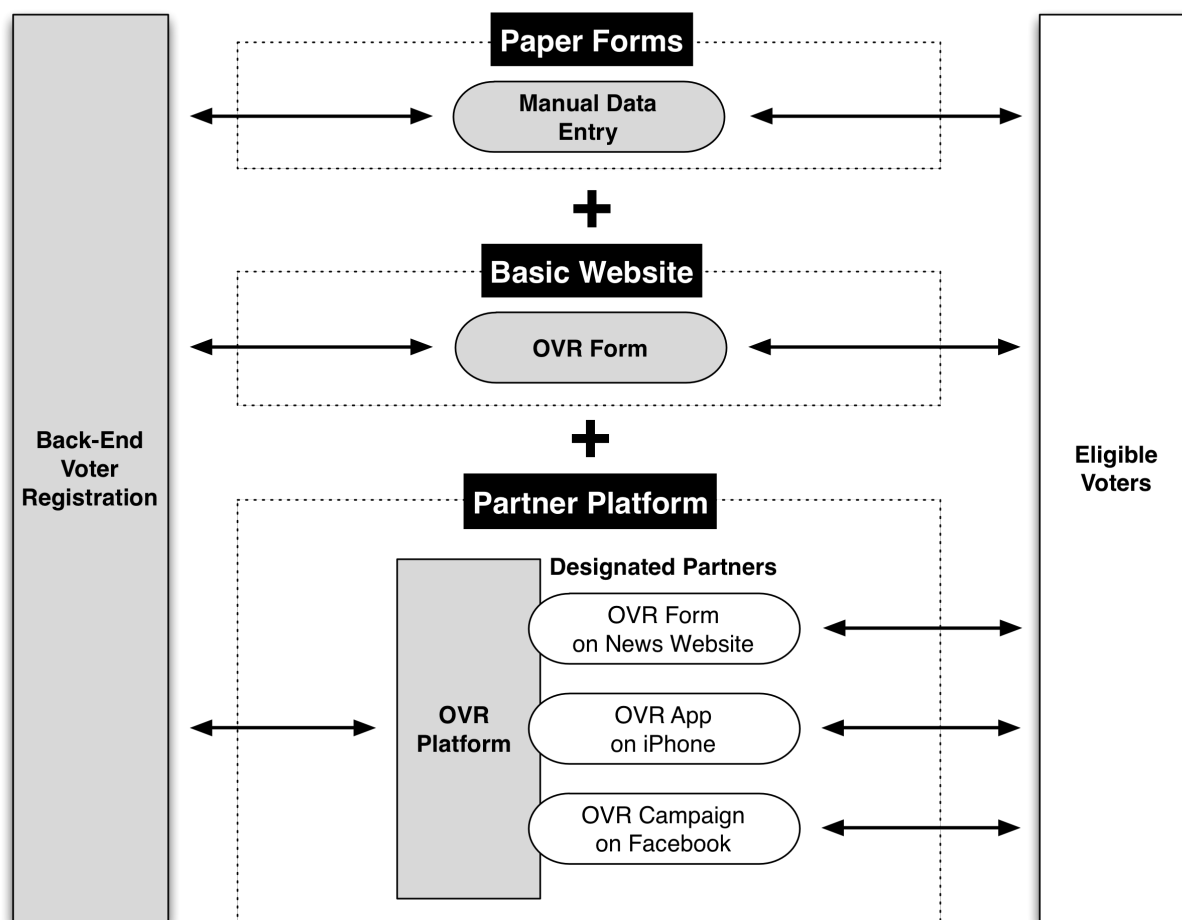 Paper Forms
Manual Data
Entry
+
Basic Website
OVR Form
+
Back-End
Voter
Registration
Eligible
Voters
Partner Platform
Designated Partners
OVR Form
on News Website
OVR
Platform
OVR App
on iPhone
OVR Campaign
on Facebook